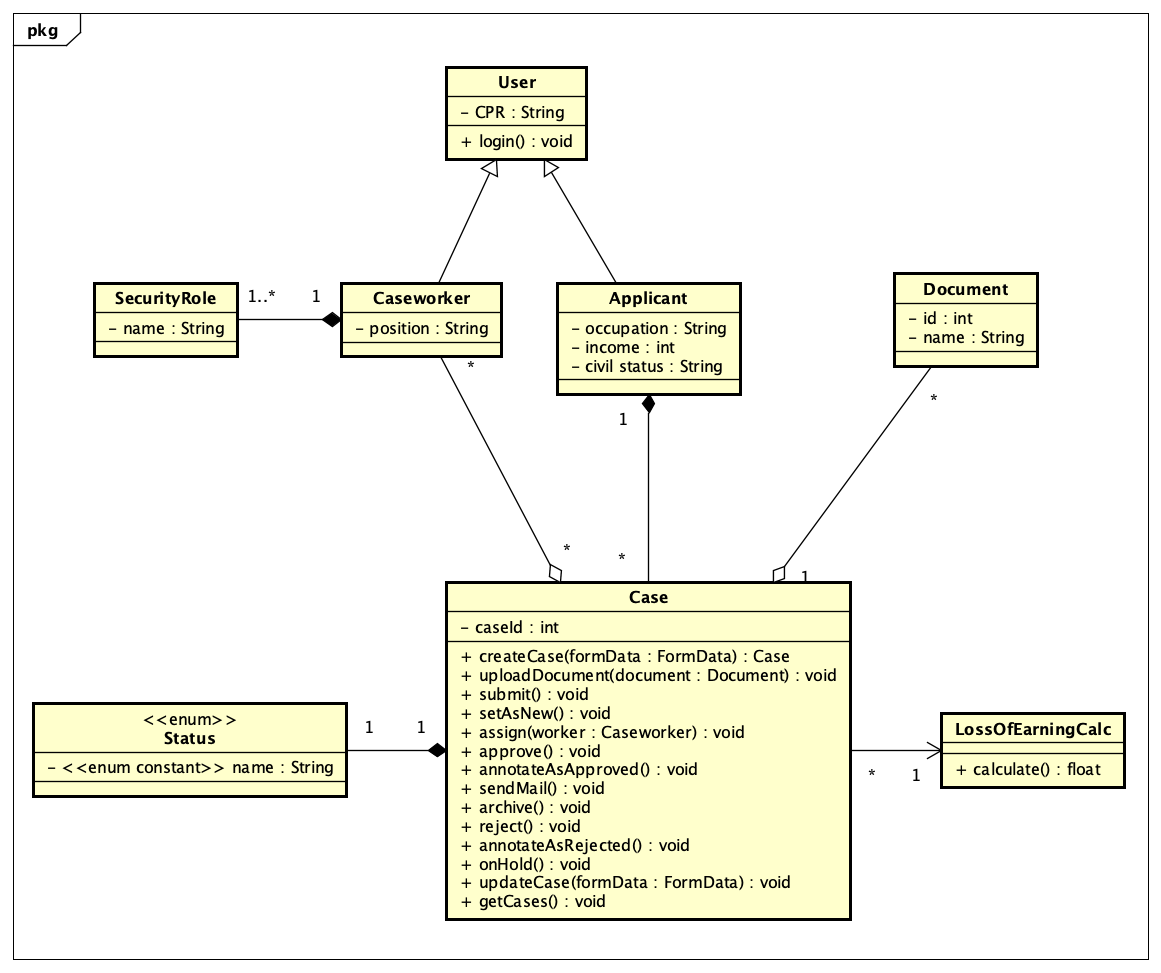 pkg
User
- CPR : String
+ login() : void
SecurityRole
- name : String
1..*
1
Caseworker
- position : String
*
*
Applicant
- occupation : String
- income : int
- civil status : String
1
*
Document
- id : int
- name : String
*
1
Case
- caseId : int
+ createCase(formData : FormData) : Case
+ uploadDocument(document : Document) : void
+ submit() : void
+ setAsNew() : void
+ assign(worker : Caseworker) : void
+ approve() : void
+ annotateAsApproved() : void
+ sendMail() : void
+ archive() : void
+ reject() : void
+ annotateAsRejected() : void
+ onHold() : void
+ updateCase(formData : FormData) : void
+ getCases() : void
<<enum>>
Status
- <<enum constant>> name : String
1
1
*
1
LossOfEarningCalc
+ calculate() : float